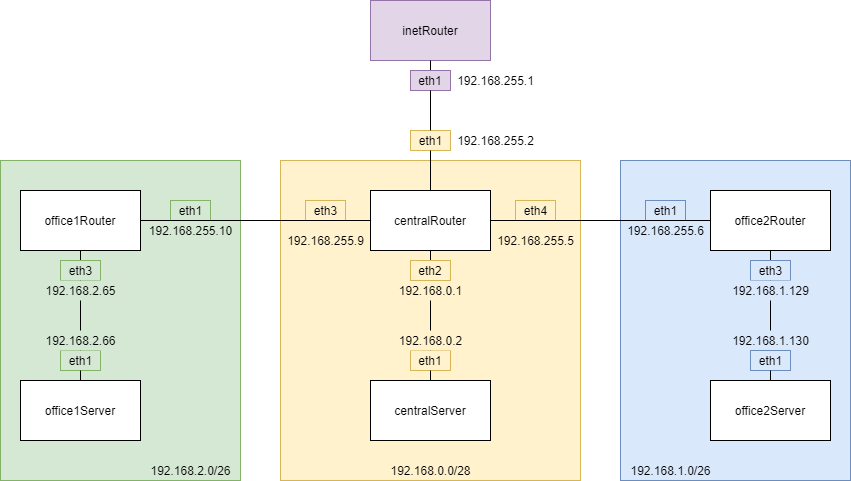 inetRouter
eth1 192.168.255.1
eth1 192.168.255.2
office1Router
eth1
192.168.255.10
eth3
192.168.255.9
centralRouter
eth4
192.168.255.5
eth1
192.168.255.6
office2Router
eth3
192.168.2.65
eth2
192.168.0.1
eth3
192.168.1.129
192.168.2.66
eth1
192.168.0.2
eth1
192.168.1.130
eth1
office1Server
centralServer
office2Server
192.168.2.0/26
192.168.0.0/28
192.168.1.0/26